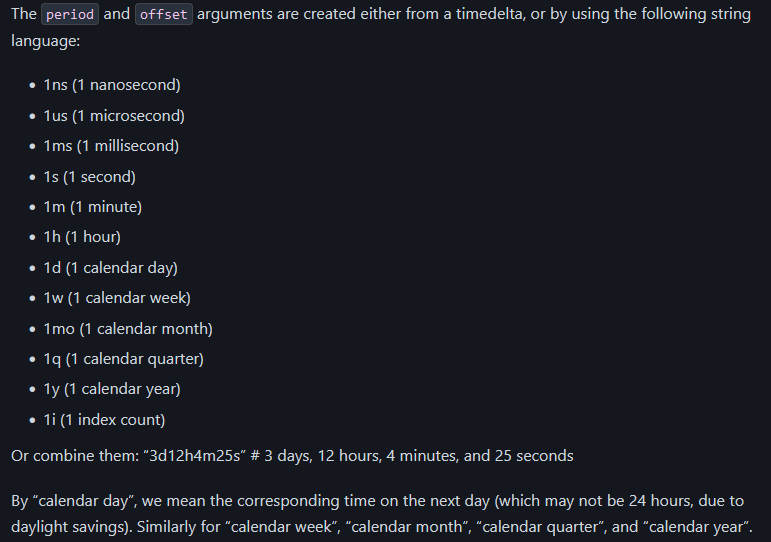 The period and offset arguments are created either from a timedelta, or by using the following string
language:
• 1ns (1 nanosecond)
• 1us (1 microsecond)
• 1ms (1 millisecond)
• 1s (1 second)
• 1m (1 minute)
• 1h (1 hour)
• 1d (1 calendar day)
• 1w (1 calendar week)
• 1mo (1 calendar month)
• 1q (1 calendar quarter)
• 1y (1 calendar year)
• 1i (1 index count)
Or combine them: “3d12h4m25s” # 3 days, 12 hours, 4 minutes, and 25 seconds
By “calendar day”, we mean the corresponding time on the next day (which may not be 24 hours, due to
daylight savings). Similarly for “calendar week”, “calendar month”, “calendar quarter”, and “calendar year”.